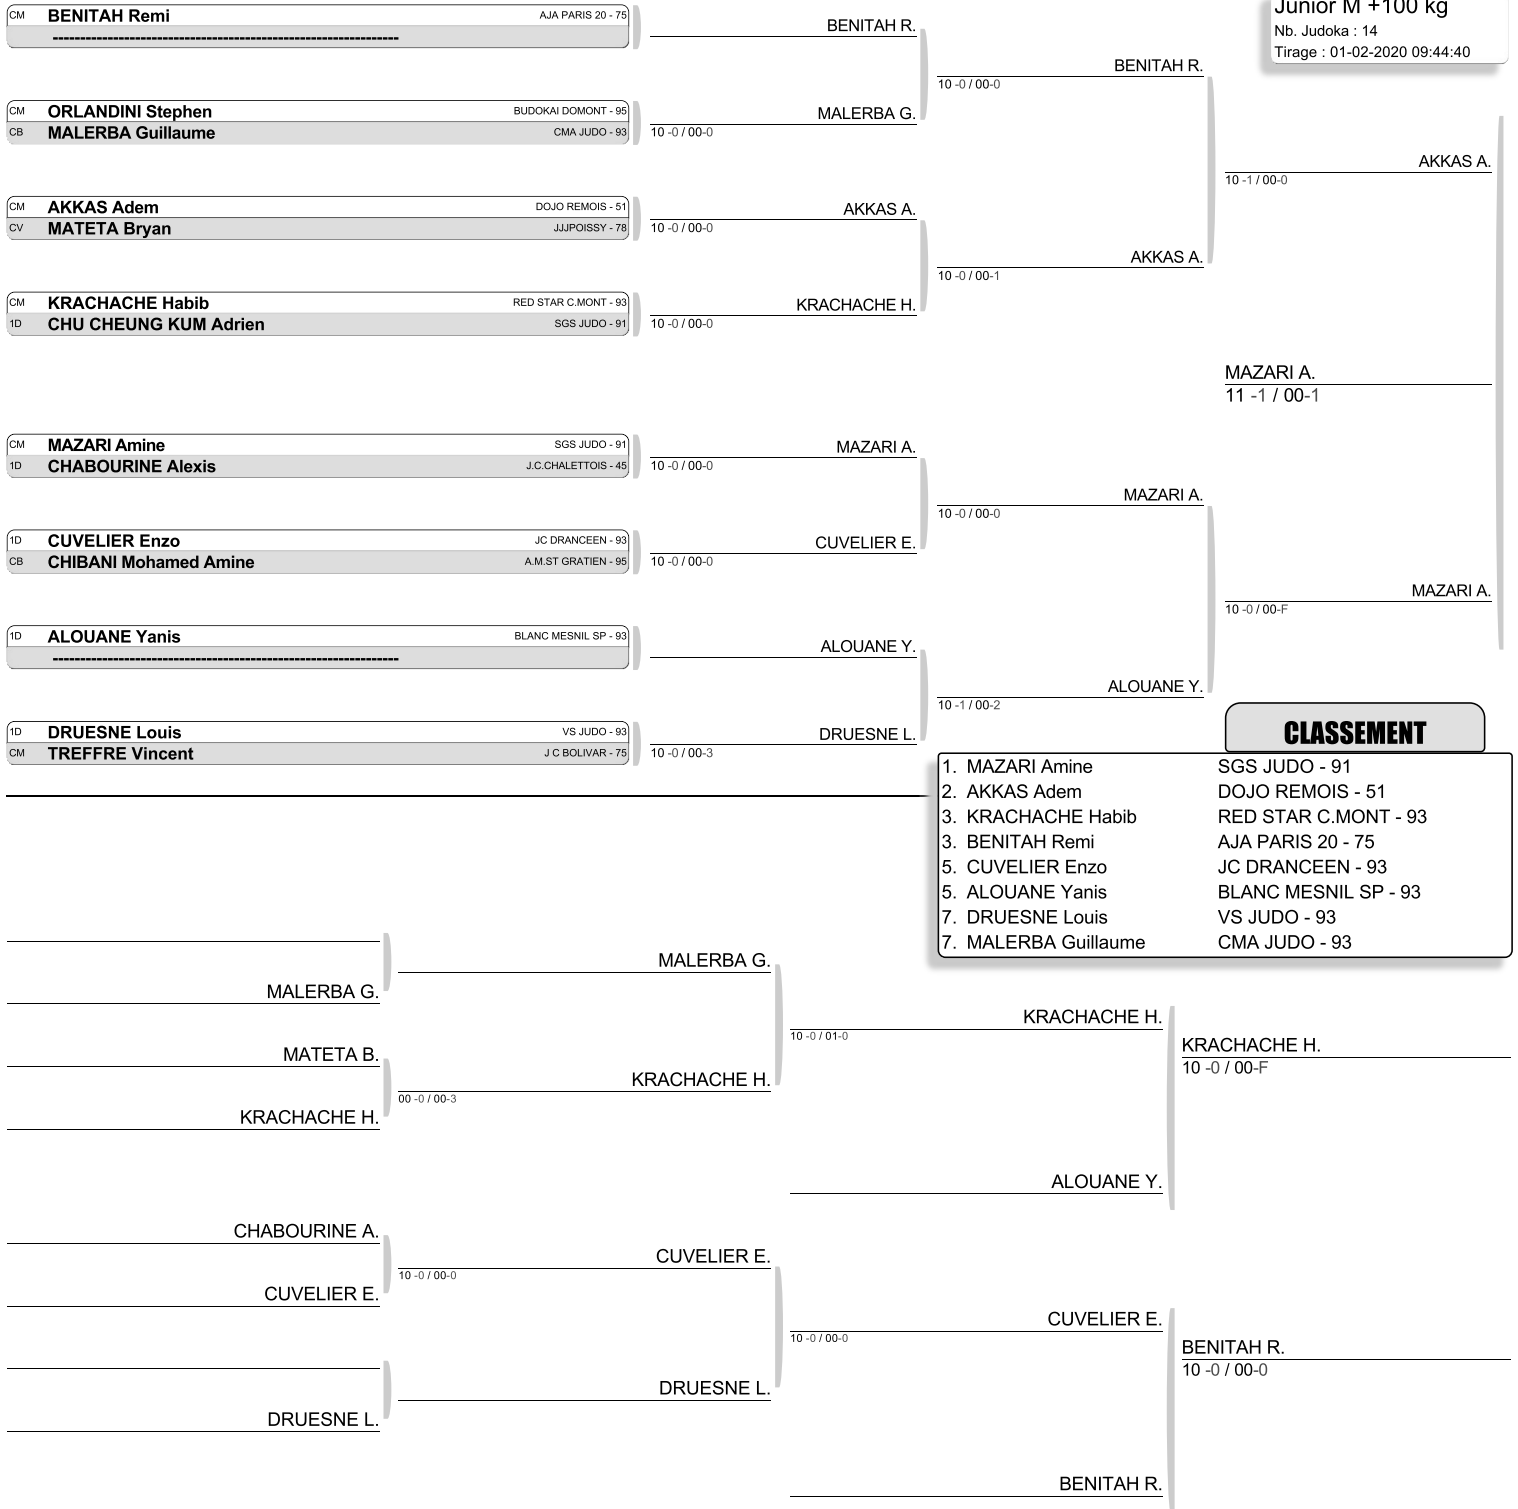 Junior M +100 kg
Nb. Judoka : 14
Tirage : 01-02-2020 09:44:40
CM BENITAH Remi AJA PARIS 20 - 75
----------------------------------------------------------------
CM ORLANDINI Stephen BUDOKAI DOMONT - 95
CB MALERBA Guillaume CMA JUDO - 93
CM AKKAS Adem DOJO REMOIS - 51
CV MATETA Bryan JJJPOISSY - 78
CM KRACHACHE Habib RED STAR C.MONT - 93
1D CHU CHEUNG KUM Adrien SGS JUDO - 91
CM MAZARI Amine SGS JUDO - 91
1D CHABOURINE Alexis J.C.CHALETTOIS - 45
1D CUVELIER Enzo JC DRANCEEN - 93
CB CHIBANI Mohamed Amine A.M.ST GRATIEN - 95
1D ALOUANE Yanis BLANC MESNIL SP - 93
----------------------------------------------------------------
1D DRUESNE Louis VS JUDO - 93
CM TREFFRE Vincent J C BOLIVAR - 75
BENITAH R.
MALERBA G.
10 -0 / 00-0
AKKAS A.
10 -0 / 00-0
KRACHACHE H.
10 -0 / 00-0
MAZARI A.
10 -0 / 00-0
CUVELIER E.
10 -0 / 00-0
ALOUANE Y.
DRUESNE L.
10 -0 / 00-3
BENITAH R.
10 -0 / 00-0
AKKAS A.
10 -0 / 00-1
MAZARI A.
10 -0 / 00-0
ALOUANE Y.
10 -1 / 00-2
AKKAS A.
10 -1 / 00-0
MAZARI A.
11 -1 / 00-1
MAZARI A.
10 -0 / 00-F
CLASSEMENT
1. MAZARI Amine SGS JUDO - 91
2. AKKAS Adem DOJO REMOIS - 51
3. KRACHACHE Habib RED STAR C.MONT - 93
3. BENITAH Remi AJA PARIS 20 - 75
5. CUVELIER Enzo JC DRANCEEN - 93
5. ALOUANE Yanis BLANC MESNIL SP - 93
7. DRUESNE Louis VS JUDO - 93
7. MALERBA Guillaume CMA JUDO - 93
MALERBA G.
MATETA B.
KRACHACHE H.
CHABOURINE A.
CUVELIER E.
DRUESNE L.
MALERBA G.
KRACHACHE H.
00 -0 / 00-3
CUVELIER E.
10 -0 / 00-0
DRUESNE L.
KRACHACHE H.
10 -0 / 01-0
ALOUANE Y.
CUVELIER E.
10 -0 / 00-0
BENITAH R.
KRACHACHE H.
10 -0 / 00-F
BENITAH R.
10 -0 / 00-0